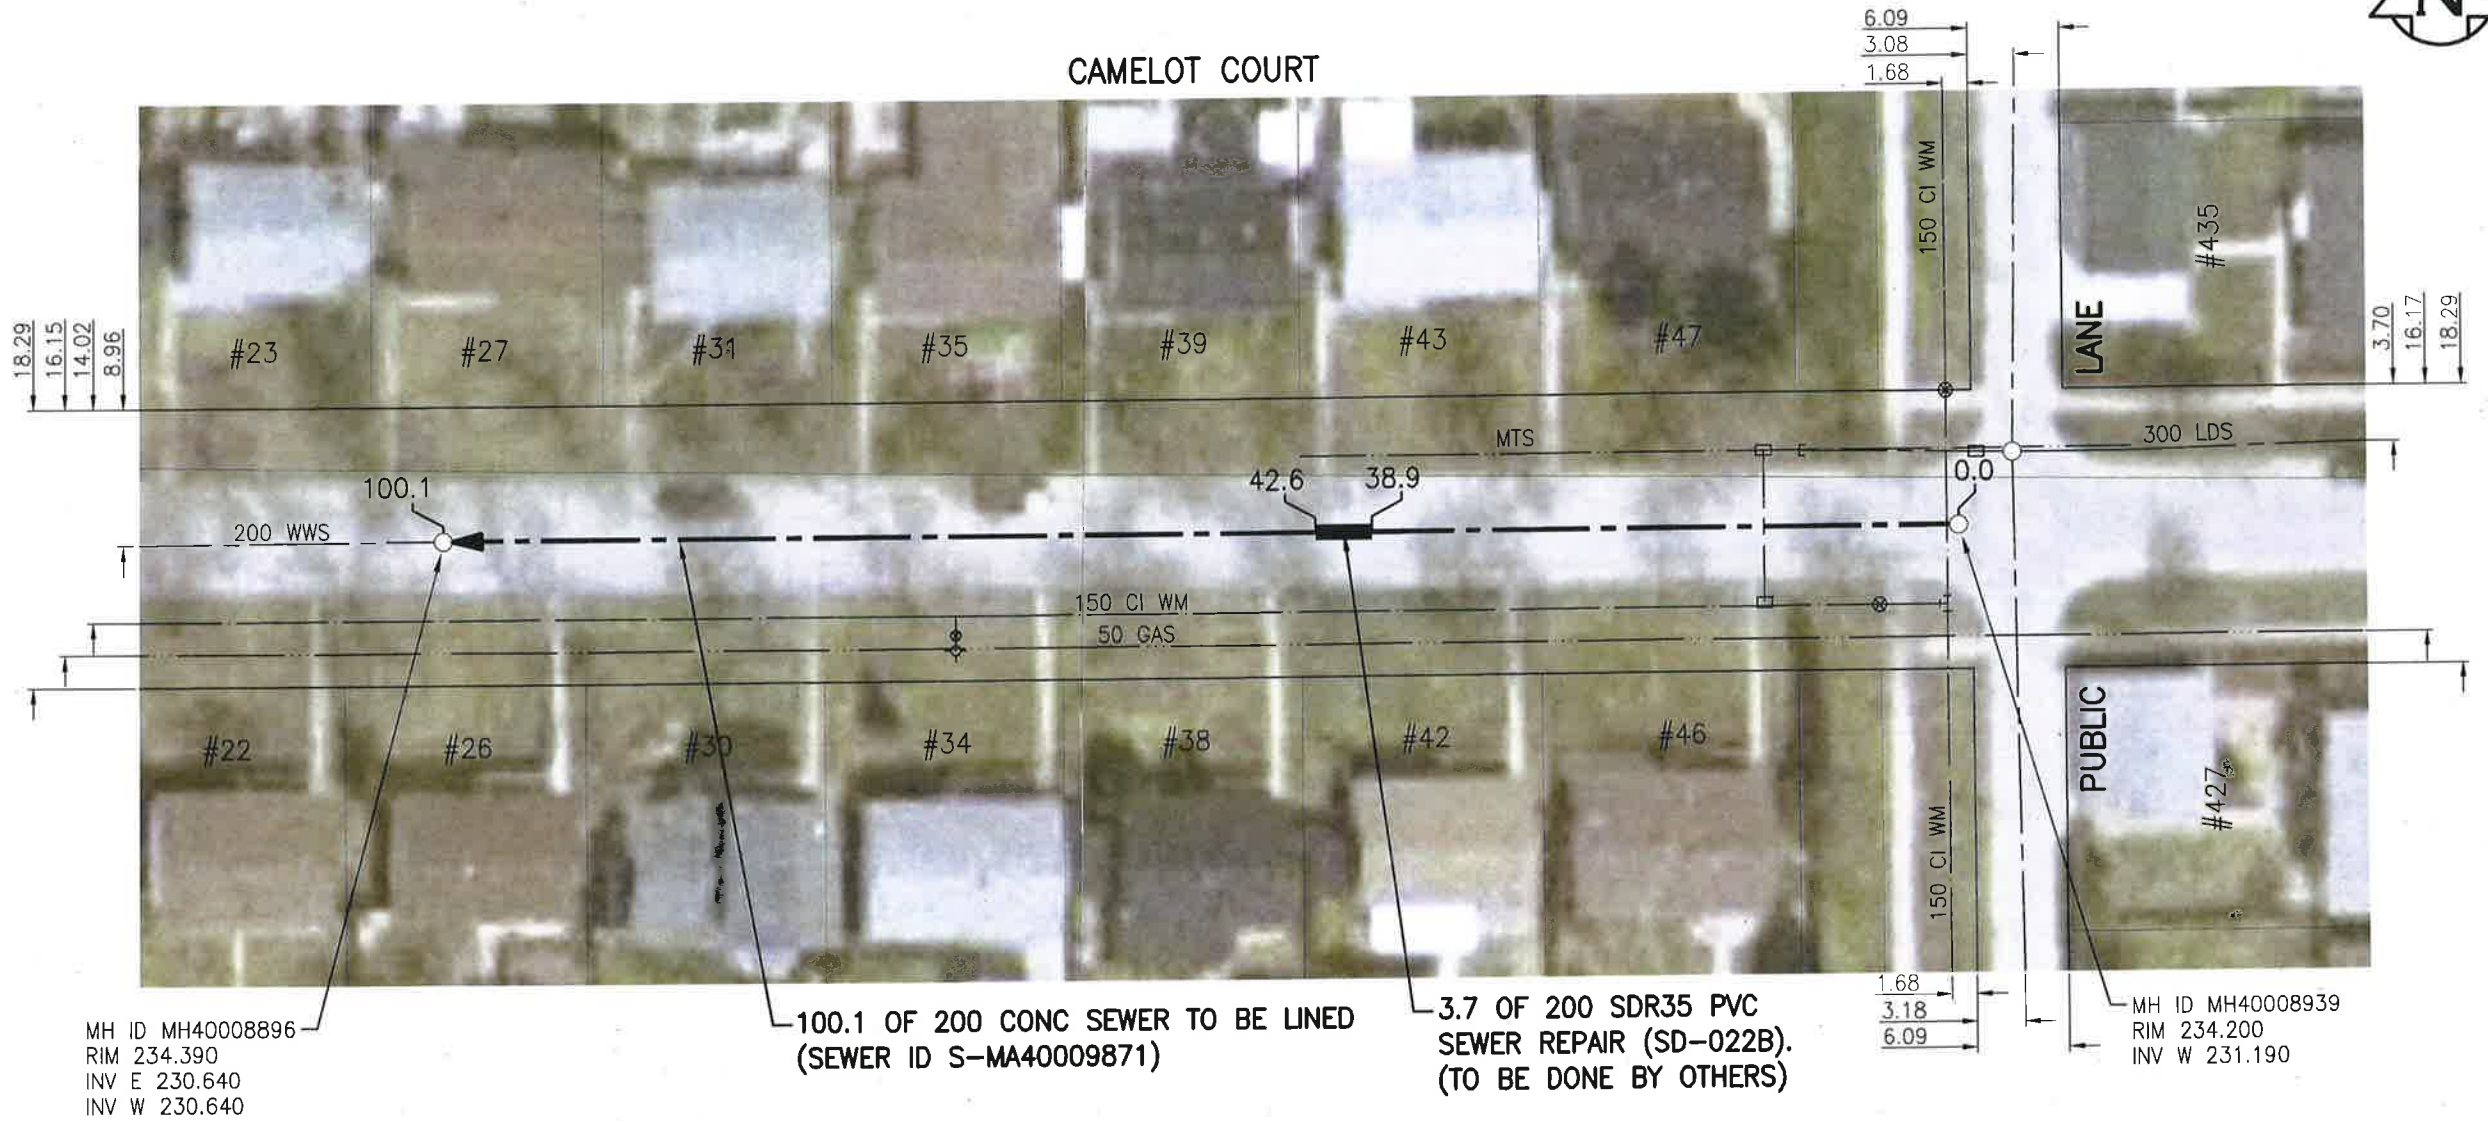 N
6.09
3.08
1.68
CAMELOT COURT
150 CI WM
#435
LANE
18.29
16.15
14.02
8.96
#23
#27
#31
#35
#39
#43
#47
3.70
16.17
18.29
MTS
300 LDS
100.1
42.6
38.9
0.0
200 WWS
150 CI WM
50 GAS
#22
#26
#30
#34
#38
#42
#46
PUBLIC
#427
150 CI WM
1.68
3.18
6.09
MH ID MH40008896
RIM 234.390
INV E 230.640
INV W 230.640
100.1 OF 200 CONC SEWER TO BE LINED
(SEWER ID S-MA40009871)
3.7 OF 200 SDR35 PVC
SEWER REPAIR (SD-022B).
(TO BE DONE BY OTHERS)
MH ID MH40008939
RIM 234.200
INV W 231.190